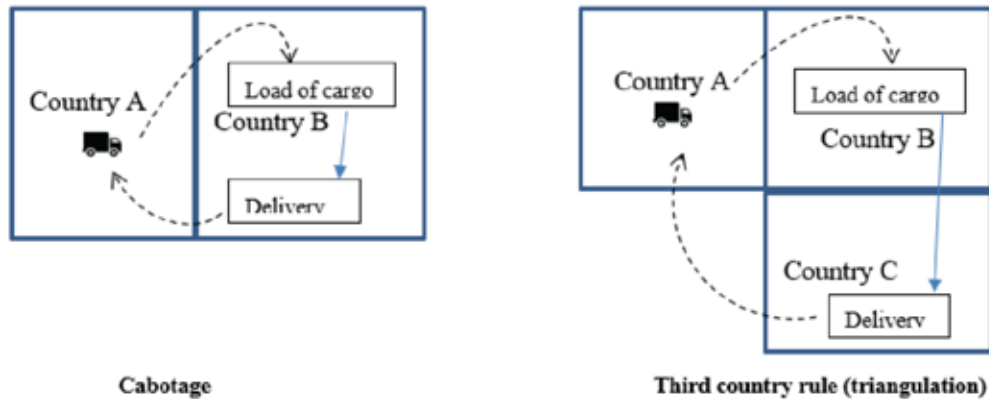 Country A
Load of cargo
Country B
Delivery
Cabotage
Country A
Load of cargo
Country B
Country C
Delivery
Third country rule (triangulation)